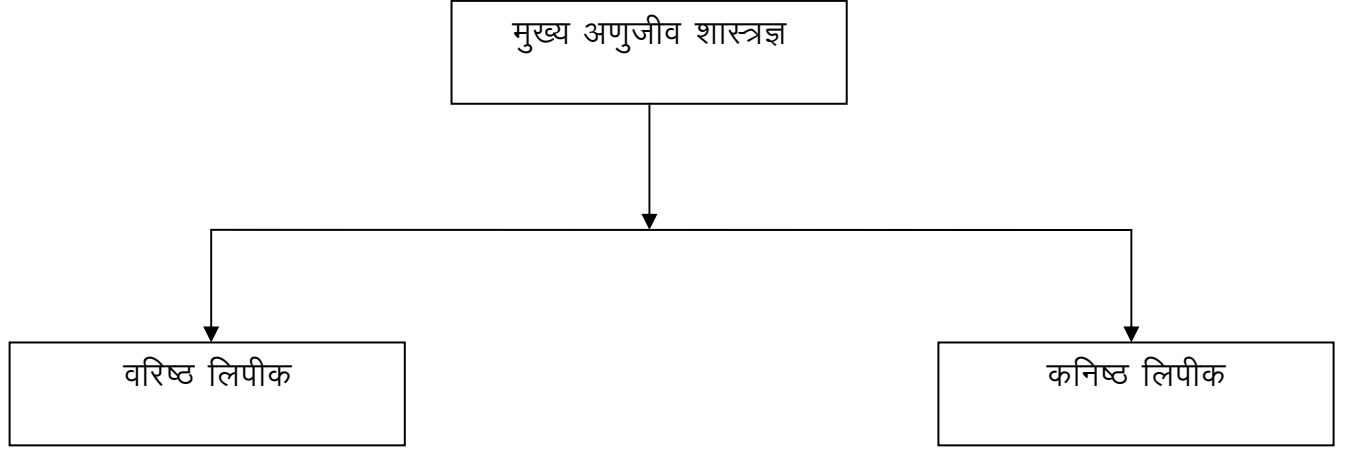 मुख्य अणुजीव शास्त्रज्ञ
वरिष्ठ लिपीक
कनिष्ठ लिपीक